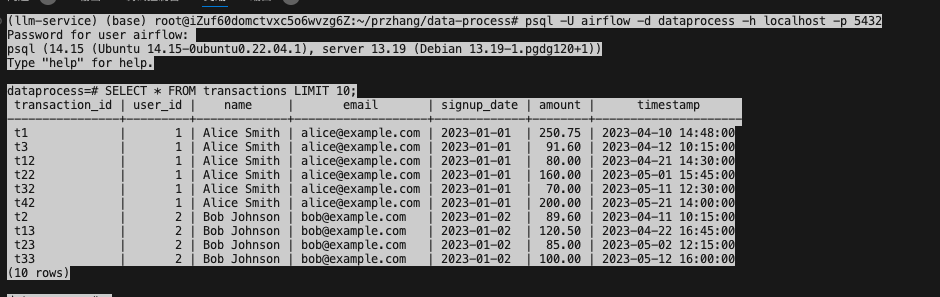 (llm-service) (base) root@iZuf60domctvxc5o6wvzg6Z:~/przhang/data-process# psql -U airflow -d dataprocess -h localhost -p 5432
Password for user airflow:
psql (14.15 (Ubuntu 14.15-0ubuntu0.22.04.1), server 13.19 (Debian 13.19-1.pgdg120+1))
Type "help" for help.
dataprocess=# SELECT * FROM transactions LIMIT 10;
 transaction_id | user_id |    name     |       email       | signup_date | amount |      timestamp
----------------+---------+-------------+-------------------+-------------+--------+---------------------
 t1             |       1 | Alice Smith | alice@example.com | 2023-01-01  | 250.75 | 2023-04-10 14:48:00
 t3             |       1 | Alice Smith | alice@example.com | 2023-01-01  |  91.60 | 2023-04-12 10:15:00
 t12            |       1 | Alice Smith | alice@example.com | 2023-01-01  |  80.00 | 2023-04-21 14:30:00
 t22            |       1 | Alice Smith | alice@example.com | 2023-01-01  | 160.00 | 2023-05-01 15:45:00
 t32            |       1 | Alice Smith | alice@example.com | 2023-01-01  |  70.00 | 2023-05-11 12:30:00
 t42            |       1 | Alice Smith | alice@example.com | 2023-01-01  | 200.00 | 2023-05-21 14:00:00
 t2             |       2 | Bob Johnson | bob@example.com   | 2023-01-02  |  89.60 | 2023-04-11 10:15:00
 t13            |       2 | Bob Johnson | bob@example.com   | 2023-01-02  | 120.50 | 2023-04-22 16:45:00
 t23            |       2 | Bob Johnson | bob@example.com   | 2023-01-02  |  85.00 | 2023-05-02 12:15:00
 t33            |       2 | Bob Johnson | bob@example.com   | 2023-01-02  | 100.00 | 2023-05-12 16:00:00
(10 rows)